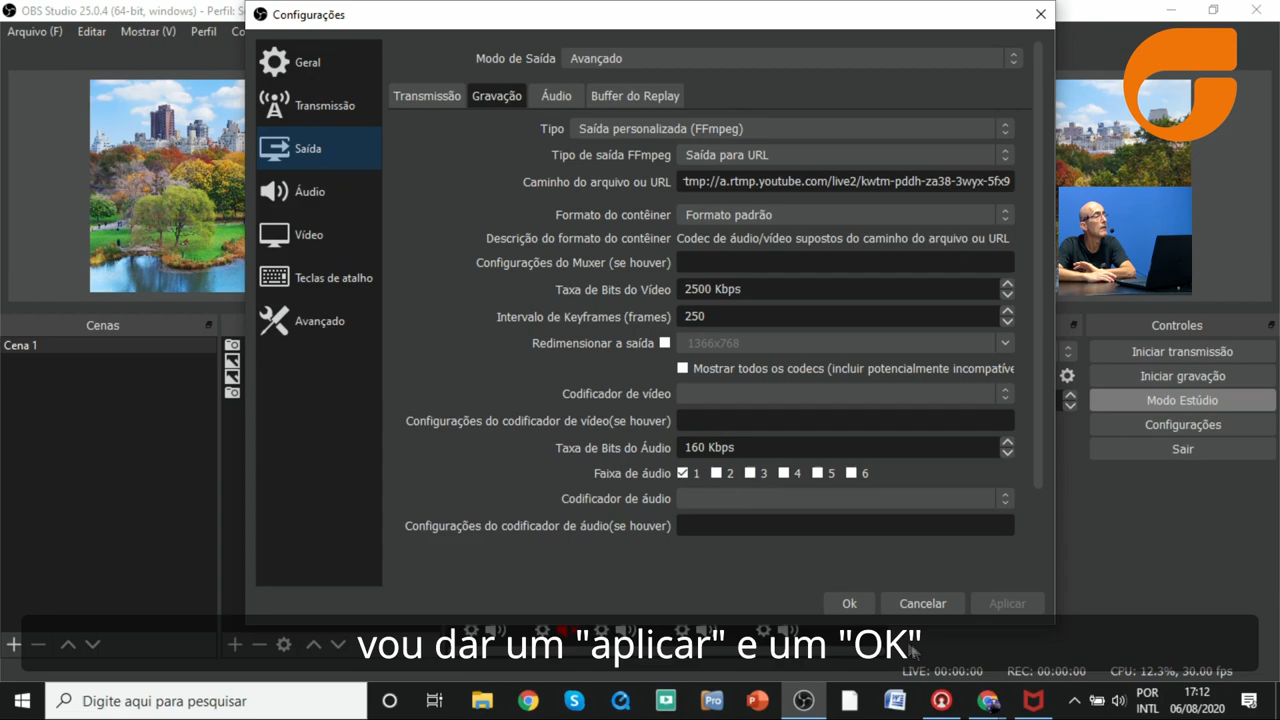 OBS Studio 25.0.4 (64-bit, windows) - Perfil: S
Configurações
Arquivo (F) Editar Mostrar (V) Perfil Co
Geral
Transmissão
Saída
Áudio
Vídeo
Teclas de atalho
Avançado
Modo de Saída Avançado
Transmissão Gravação Áudio Buffer do Replay
Tipo Saída personalizada (FFmpeg)
Tipo de saída FFmpeg Saída para URL
Caminho do arquivo ou URL tmp://a.rtmp.youtube.com/live2/kwtm-pddh-za38-3wyx-5fx9
Formato do contêiner Formato padrão
Descrição do formato do contêiner Codec de áudio/vídeo supostos do caminho do arquivo ou URL
Configurações do Muxer (se houver)
Taxa de Bits do Vídeo 2500 Kbps
Intervalo de Keyframes (frames) 250
Redimensionar a saída 1366x768
Mostrar todos os codecs (incluir potencialmente incompatíve
Codificador de vídeo
Configurações do codificador de vídeo(se houver)
Taxa de Bits do Áudio 160 Kbps
Faixa de áudio 1 2 3 4 5 6
Codificador de áudio
Configurações do codificador de áudio(se houver)
Ok Cancelar Aplicar
Cenas
Cena 1
Controles
Iniciar transmissão
Iniciar gravação
Modo Estúdio
Configurações
Sair
vou dar um "aplicar" e um "OK"
LIVE: 00:00:00 REC: 00:00:00 CPU: 12.3%, 30.00 fps
Digite aqui para pesquisar
Pro
POR
INTL
17:12
06/08/2020